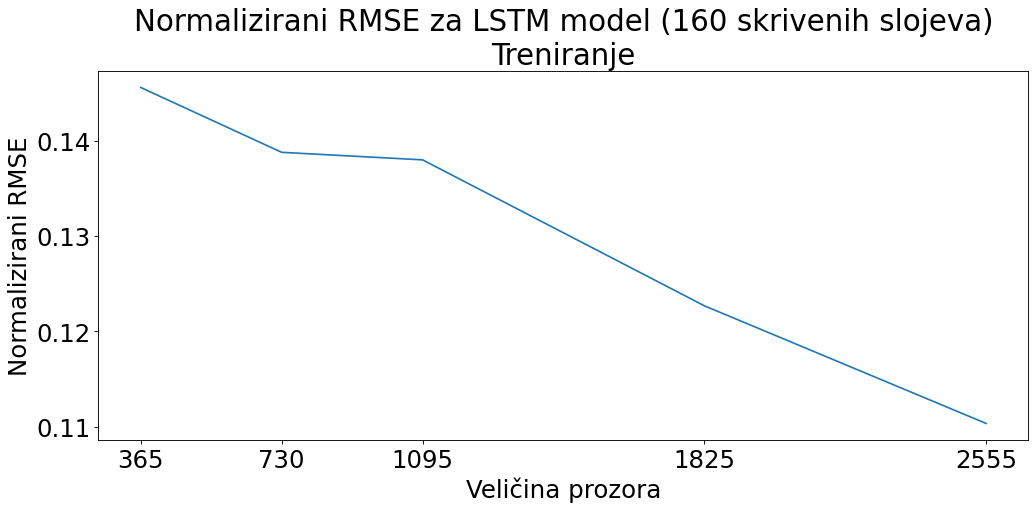 Normalizirani RMSE za LSTM model (160 skrivenih slojeva)
Treniranje
Normalizirani RMSE
0.14
0.13
0.12
0.11
365 730 1095 1825 2555
Veličina prozora